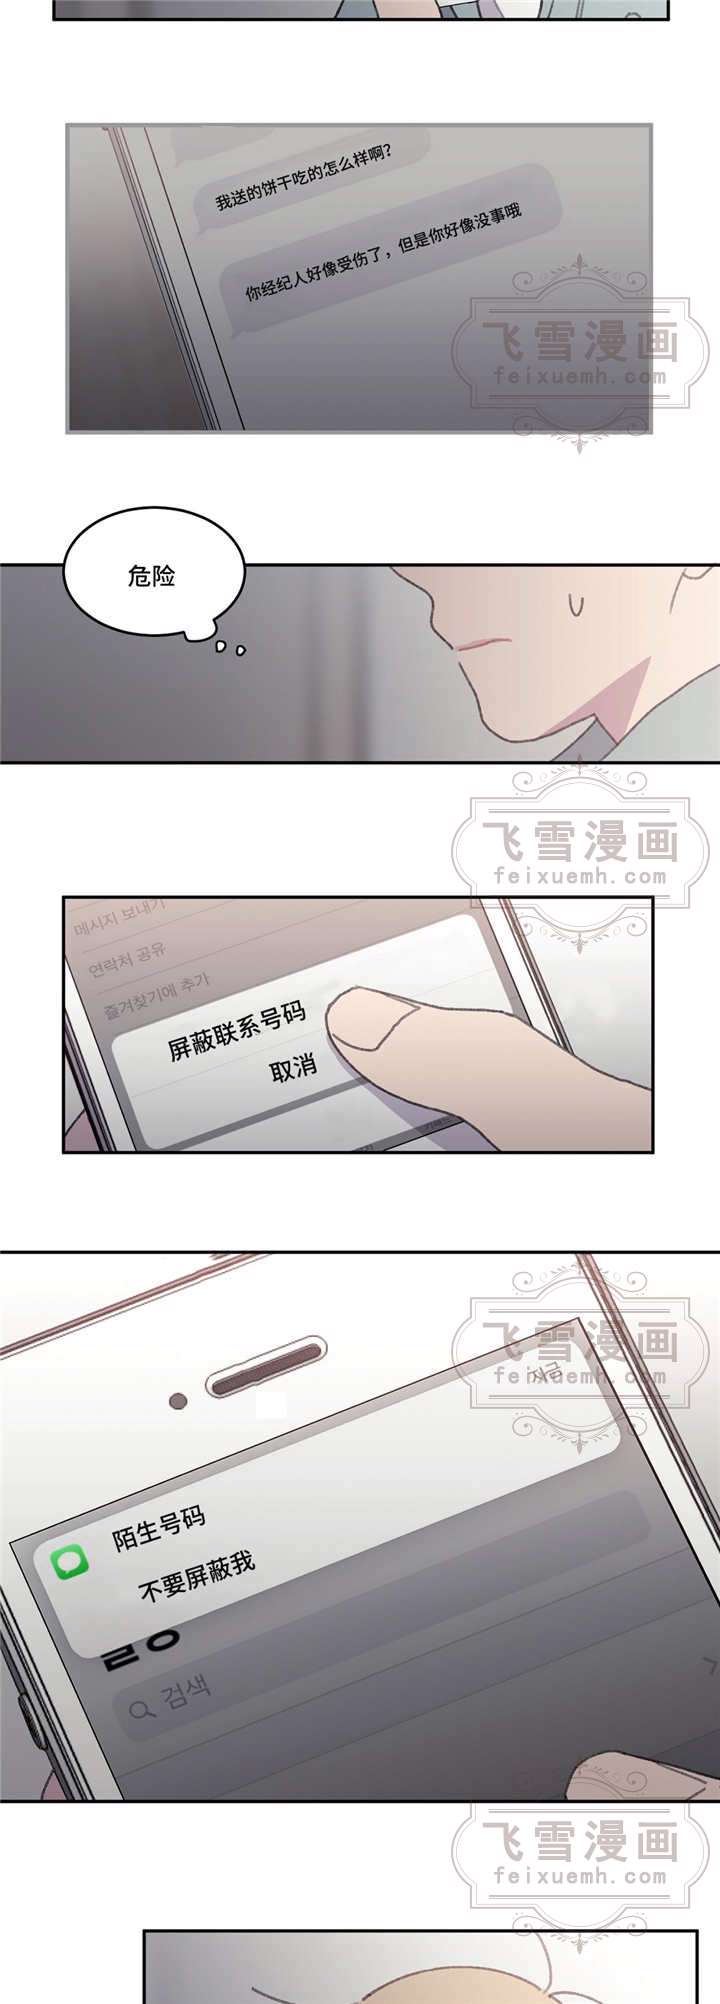 我送的饼干吃的怎么样啊？
你经纪人好像受伤了，但是你好像没事哦
飞雪漫画
feixuemh.com
危险
飞雪漫画
feixuemh.com
메시지 보내기
연락처 공유
즐겨찾기에 추가
屏蔽联系号码
取消
飞雪漫画
feixuemh.com
지금
陌生号码
不要屏蔽我
검색
飞雪漫画
feixuemh.com